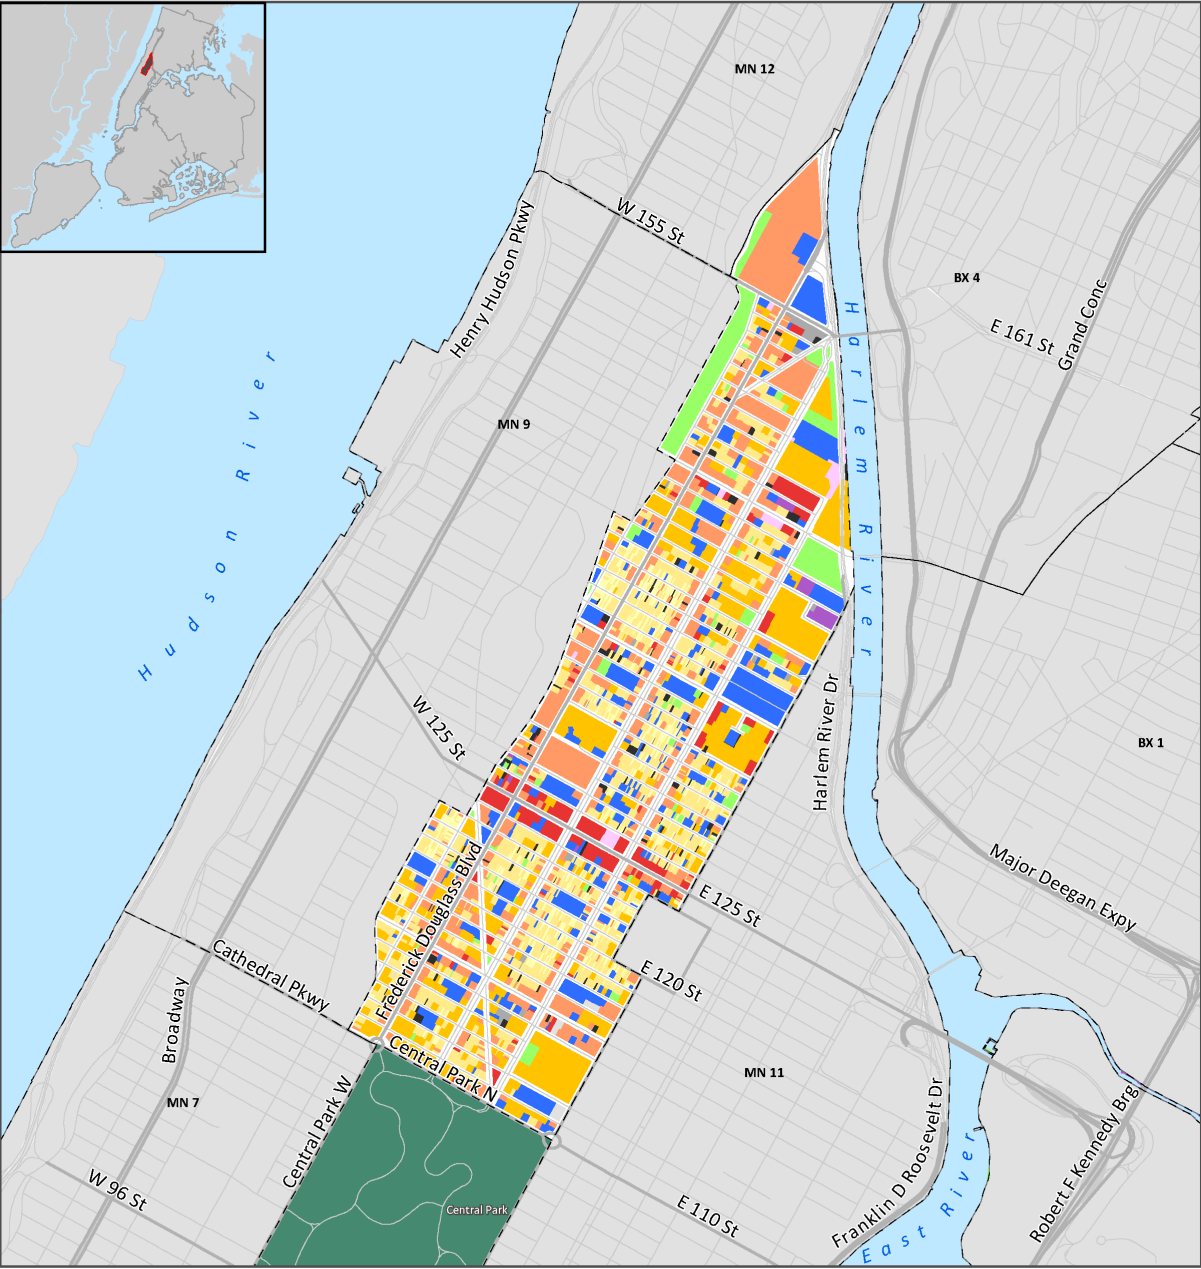 MN 12
W 155 St
Henry Hudson Pkwy
BX 4
Harlem River
E 161 St
Grand Conc
Hudson River
MN 9
W 125 St
Harlem River Dr
BX 1
Frederick Douglass Blvd
Major Deegan Expy
E 125 St
Cathedral Pkwy
E 120 St
Broadway
Central Park N
MN 11
Central Park W
MN 7
W 96 St
Central Park
E 110 St
Franklin D Roosevelt Dr
East River
Robert F Kennedy Brg